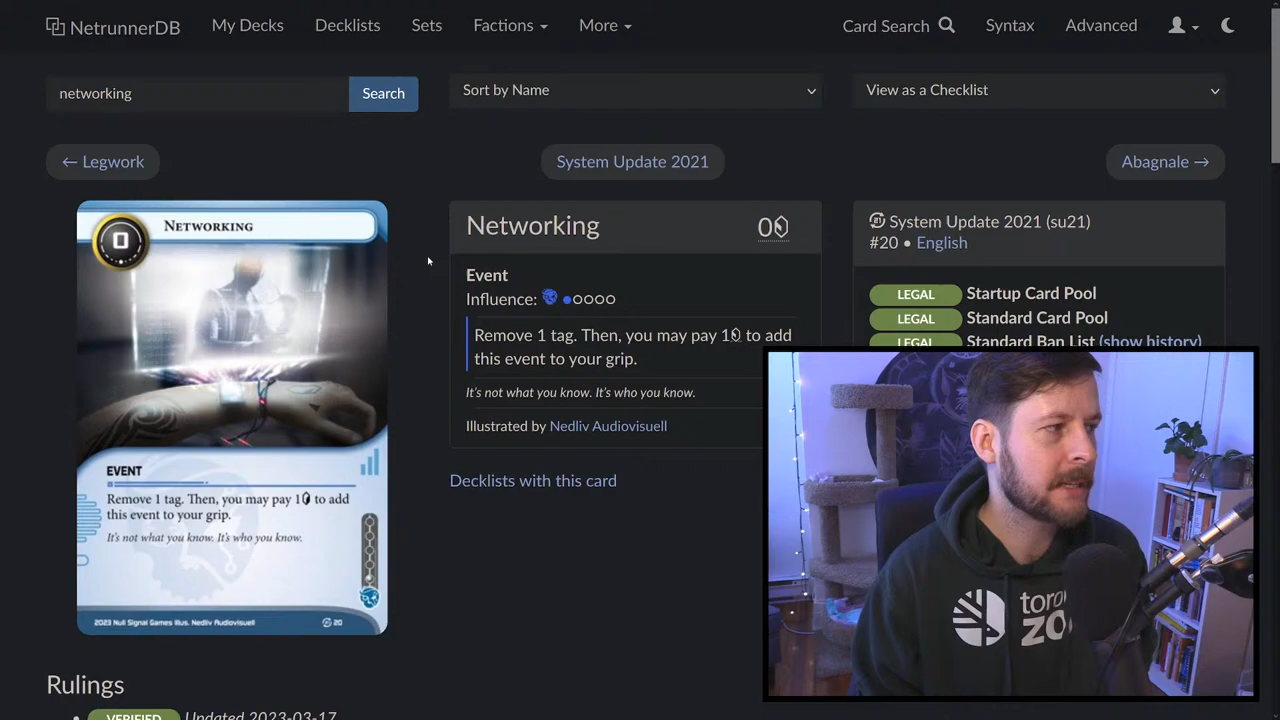 NetrunnerDB My Decks Decklists Sets Factions More Card Search Syntax Advanced
networking Search Sort by Name View as a Checklist
← Legwork System Update 2021 Abagnale →
0
NETWORKING
EVENT
Remove 1 tag. Then, you may pay 1 to add
this event to your grip.
It's not what you know. It's who you know.
2023 Null Signal Games Illus. Nedliv Audiovisuell 20
Networking 0
Event
Influence:
Remove 1 tag. Then, you may pay 1 to add
this event to your grip.
It's not what you know. It's who you know.
Illustrated by Nedliv Audiovisuell
Decklists with this card
System Update 2021 (su21)
#20 • English
LEGAL Startup Card Pool
LEGAL Standard Card Pool
LEGAL Standard Ban List (show history)
Rulings
VERIFIED Updated 2023-03-17